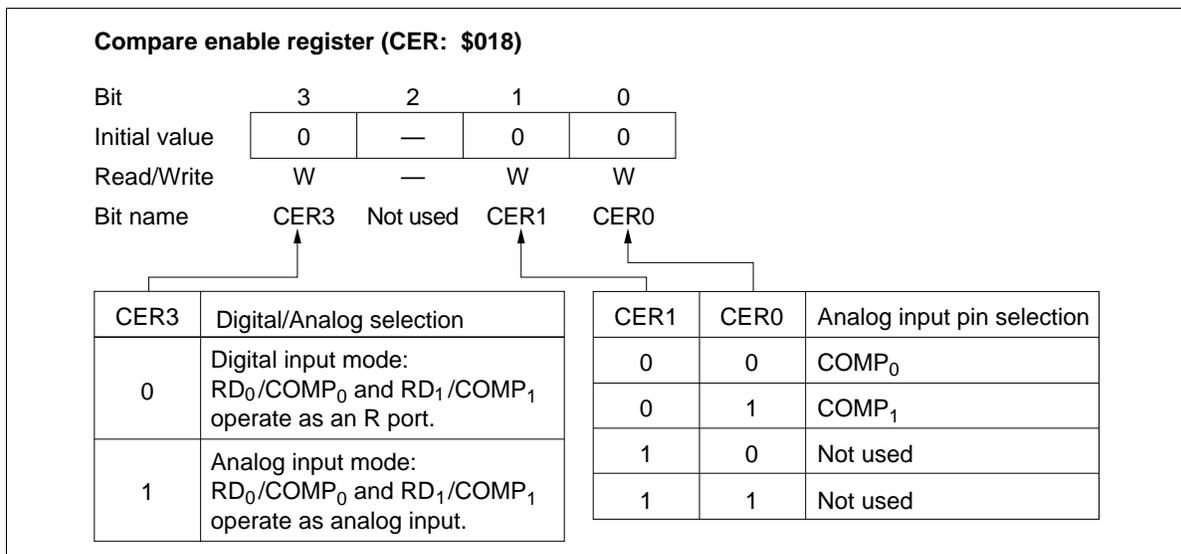 Compare enable register (CER: $018)
Bit 3 2 1 0
Initial value 0 — 0 0
Read/Write W — W W
Bit name CER3 Not used CER1 CER0
CER3 Digital/Analog selection
0 Digital input mode:
RD₀/COMP₀ and RD₁/COMP₁
operate as an R port.
1 Analog input mode:
RD₀/COMP₀ and RD₁/COMP₁
operate as analog input.
CER1 CER0 Analog input pin selection
0 0 COMP₀
0 1 COMP₁
1 0 Not used
1 1 Not used